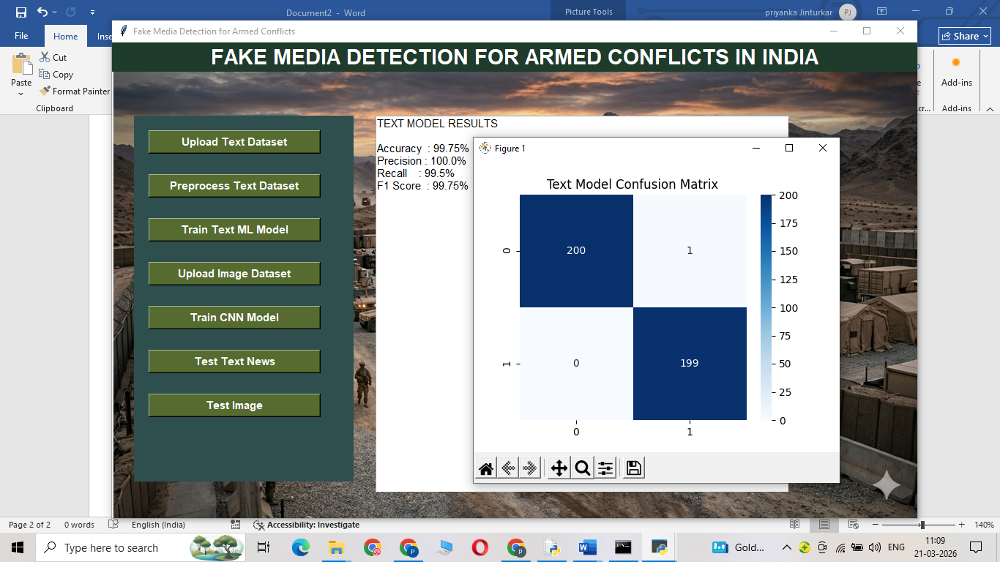 Document2 - Word
Picture Tools
priyanka Jinturkar
PJ
File
Home
Inse
Share
Cut
Copy
Format Painter
Paste
Clipboard
Add-ins
cr...
Add-ins
Fake Media Detection for Armed Conflicts
FAKE MEDIA DETECTION FOR ARMED CONFLICTS IN INDIA
Upload Text Dataset
Preprocess Text Dataset
Train Text ML Model
Upload Image Dataset
Train CNN Model
Test Text News
Test Image
TEXT MODEL RESULTS
Accuracy : 99.75%
Precision : 100.0%
Recall : 99.5%
F1 Score : 99.75%
Figure 1
Text Model Confusion Matrix
0
1
200
1
0
199
0
1
200
175
150
125
100
75
50
25
0
Page 2 of 2
0 words
English (India)
Accessibility: Investigate
140%
Type here to search
Gold...
ENG
11:09
21-03-2026